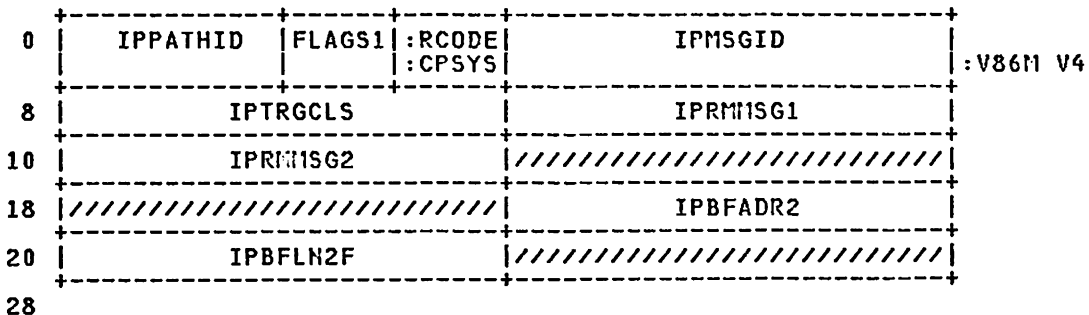 0 | IPPATHID |FLAGS1|:RCODE| IPMSGID |
| | |:CPSYS| | :V86M V4
8 | IPTRGCLS | IPRMMSG1 |
10 | IPRMMSG2 |///////////////////////////|
18 |///////////////////////////| IPBFADR2 |
20 | IPBFLN2F |///////////////////////////|
28